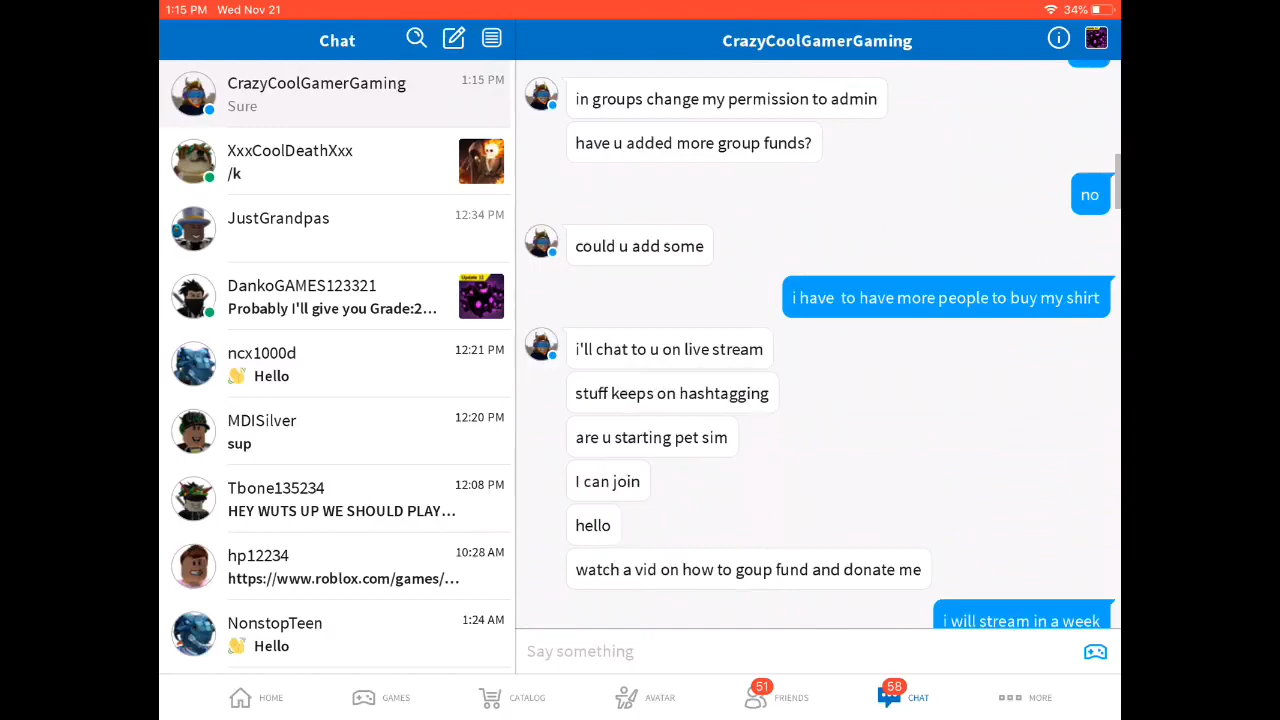 1:15 PM Wed Nov 21
34%
Chat
CrazyCoolGamerGaming
CrazyCoolGamerGaming
1:15 PM
Sure
XxxCoolDeathXxx
/k
JustGrandpas
12:34 PM
DankoGAMES123321
Probably I'll give you Grade:2...
ncx1000d
12:21 PM
👋 Hello
MDISilver
12:20 PM
sup
Tbone135234
12:08 PM
HEY WUTS UP WE SHOULD PLAY...
hp12234
10:28 AM
https://www.roblox.com/games/...
NonstopTeen
1:24 AM
👋 Hello
in groups change my permission to admin
have u added more group funds?
no
could u add some
i have  to have more people to buy my shirt
i'll chat to u on live stream
stuff keeps on hashtagging
are u starting pet sim
I can join
hello
watch a vid on how to goup fund and donate me
i will stream in a week
Say something
HOME
GAMES
CATALOG
AVATAR
51
FRIENDS
58
CHAT
MORE